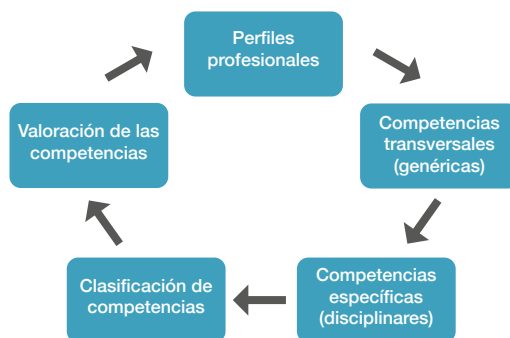 Perfiles
profesionales
Competencias
transversales
(genéricas)
Competencias
específicas
(disciplinares)
Clasificación de
competencias
Valoración de las
competencias